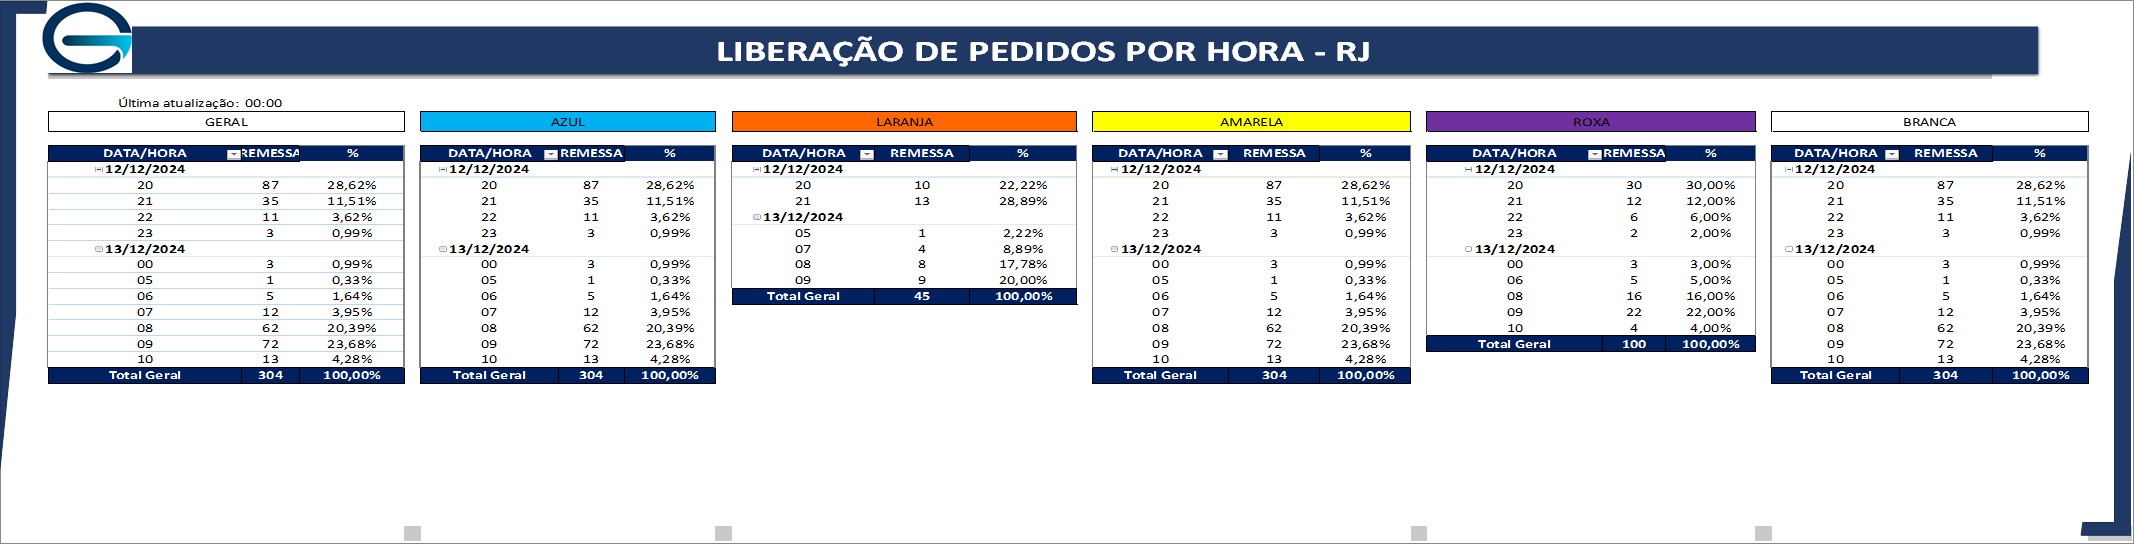 LIBERAÇÃO DE PEDIDOS POR HORA - RJ
Última atualização: 00:00
GERAL
DATA/HORA REMESSA %
12/12/2024
20 87 28,62%
21 35 11,51%
22 11 3,62%
23 3 0,99%
13/12/2024
00 3 0,99%
05 1 0,33%
06 5 1,64%
07 12 3,95%
08 62 20,39%
09 72 23,68%
10 13 4,28%
Total Geral 304 100,00%
AZUL
DATA/HORA REMESSA %
12/12/2024
20 87 28,62%
21 35 11,51%
22 11 3,62%
23 3 0,99%
13/12/2024
00 3 0,99%
05 1 0,33%
06 5 1,64%
07 12 3,95%
08 62 20,39%
09 72 23,68%
10 13 4,28%
Total Geral 304 100,00%
LARANJA
DATA/HORA REMESSA %
12/12/2024
20 10 22,22%
21 13 28,89%
13/12/2024
05 1 2,22%
07 4 8,89%
08 8 17,78%
09 9 20,00%
Total Geral 45 100,00%
AMARELA
DATA/HORA REMESSA %
12/12/2024
20 87 28,62%
21 35 11,51%
22 11 3,62%
23 3 0,99%
13/12/2024
00 3 0,99%
05 1 0,33%
06 5 1,64%
07 12 3,95%
08 62 20,39%
09 72 23,68%
10 13 4,28%
Total Geral 304 100,00%
ROXA
DATA/HORA REMESSA %
12/12/2024
20 30 30,00%
21 12 12,00%
22 6 6,00%
23 2 2,00%
13/12/2024
00 3 3,00%
06 5 5,00%
08 16 16,00%
09 22 22,00%
10 4 4,00%
Total Geral 100 100,00%
BRANCA
DATA/HORA REMESSA %
12/12/2024
20 87 28,62%
21 35 11,51%
22 11 3,62%
23 3 0,99%
13/12/2024
00 3 0,99%
05 1 0,33%
06 5 1,64%
07 12 3,95%
08 62 20,39%
09 72 23,68%
10 13 4,28%
Total Geral 304 100,00%